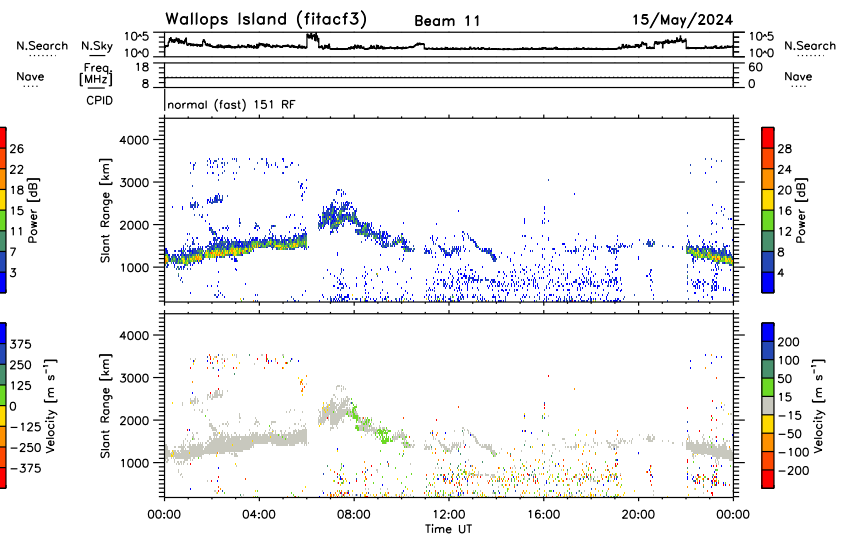 Wallops Island (fitacf3) Beam 11 15/May/2024
N.Search N.Sky 10^5 10^0 10^5 10^0 N.Search
Nave Freq. [MHz] 18 8 60 0 Nave
CPID normal (fast) 151 RF
26 22 18 15 11 7 3 Power [dB]
Slant Range [km] 4000 3000 2000 1000
28 24 20 16 12 8 4 Power [dB]
375 250 125 0 −125 −250 −375 Velocity [m s⁻¹]
Slant Range [km] 4000 3000 2000 1000
200 100 50 15 −15 −50 −100 −200 Velocity [m s⁻¹]
00:00 04:00 08:00 12:00 16:00 20:00 00:00
Time UT